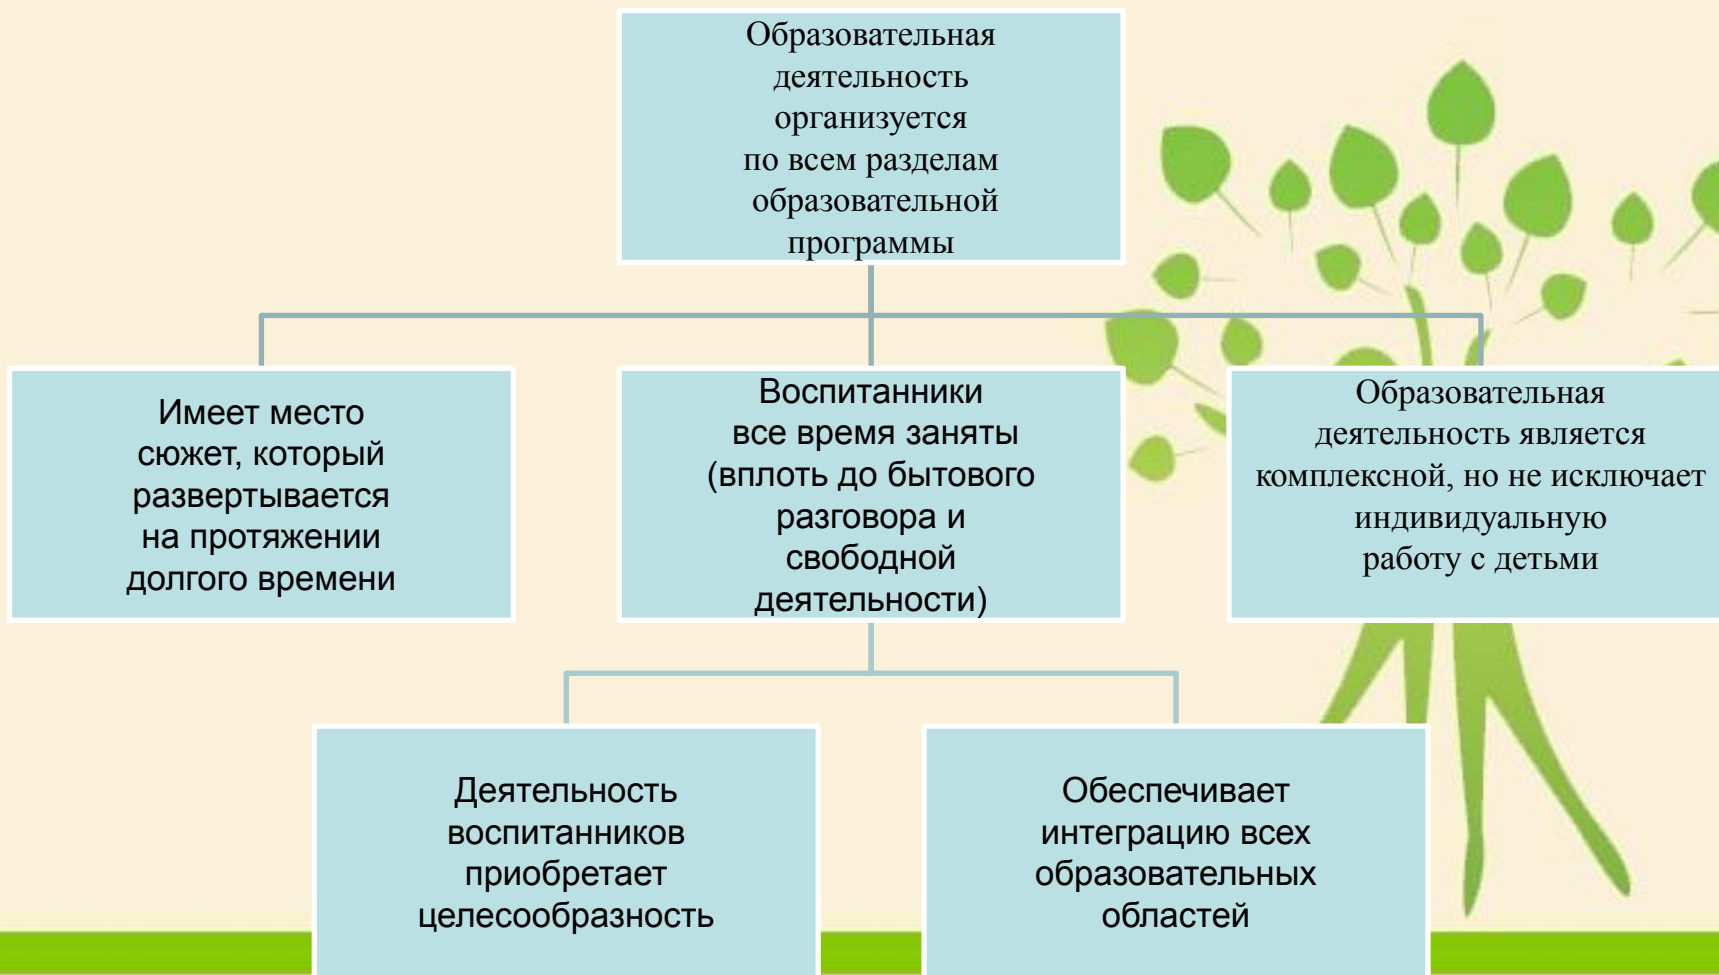 Образовательная
деятельность
организуется
по всем разделам
образовательной
программы
Имеет место
сюжет, который
развертывается
на протяжении
долгого времени
Воспитанники
все время заняты
(вплоть до бытового
разговора и
свободной
деятельности)
Образовательная
деятельность является
комплексной, но не исключает
индивидуальную
работу с детьми
Деятельность
воспитанников
приобретает
целесообразность
Обеспечивает
интеграцию всех
образовательных
областей